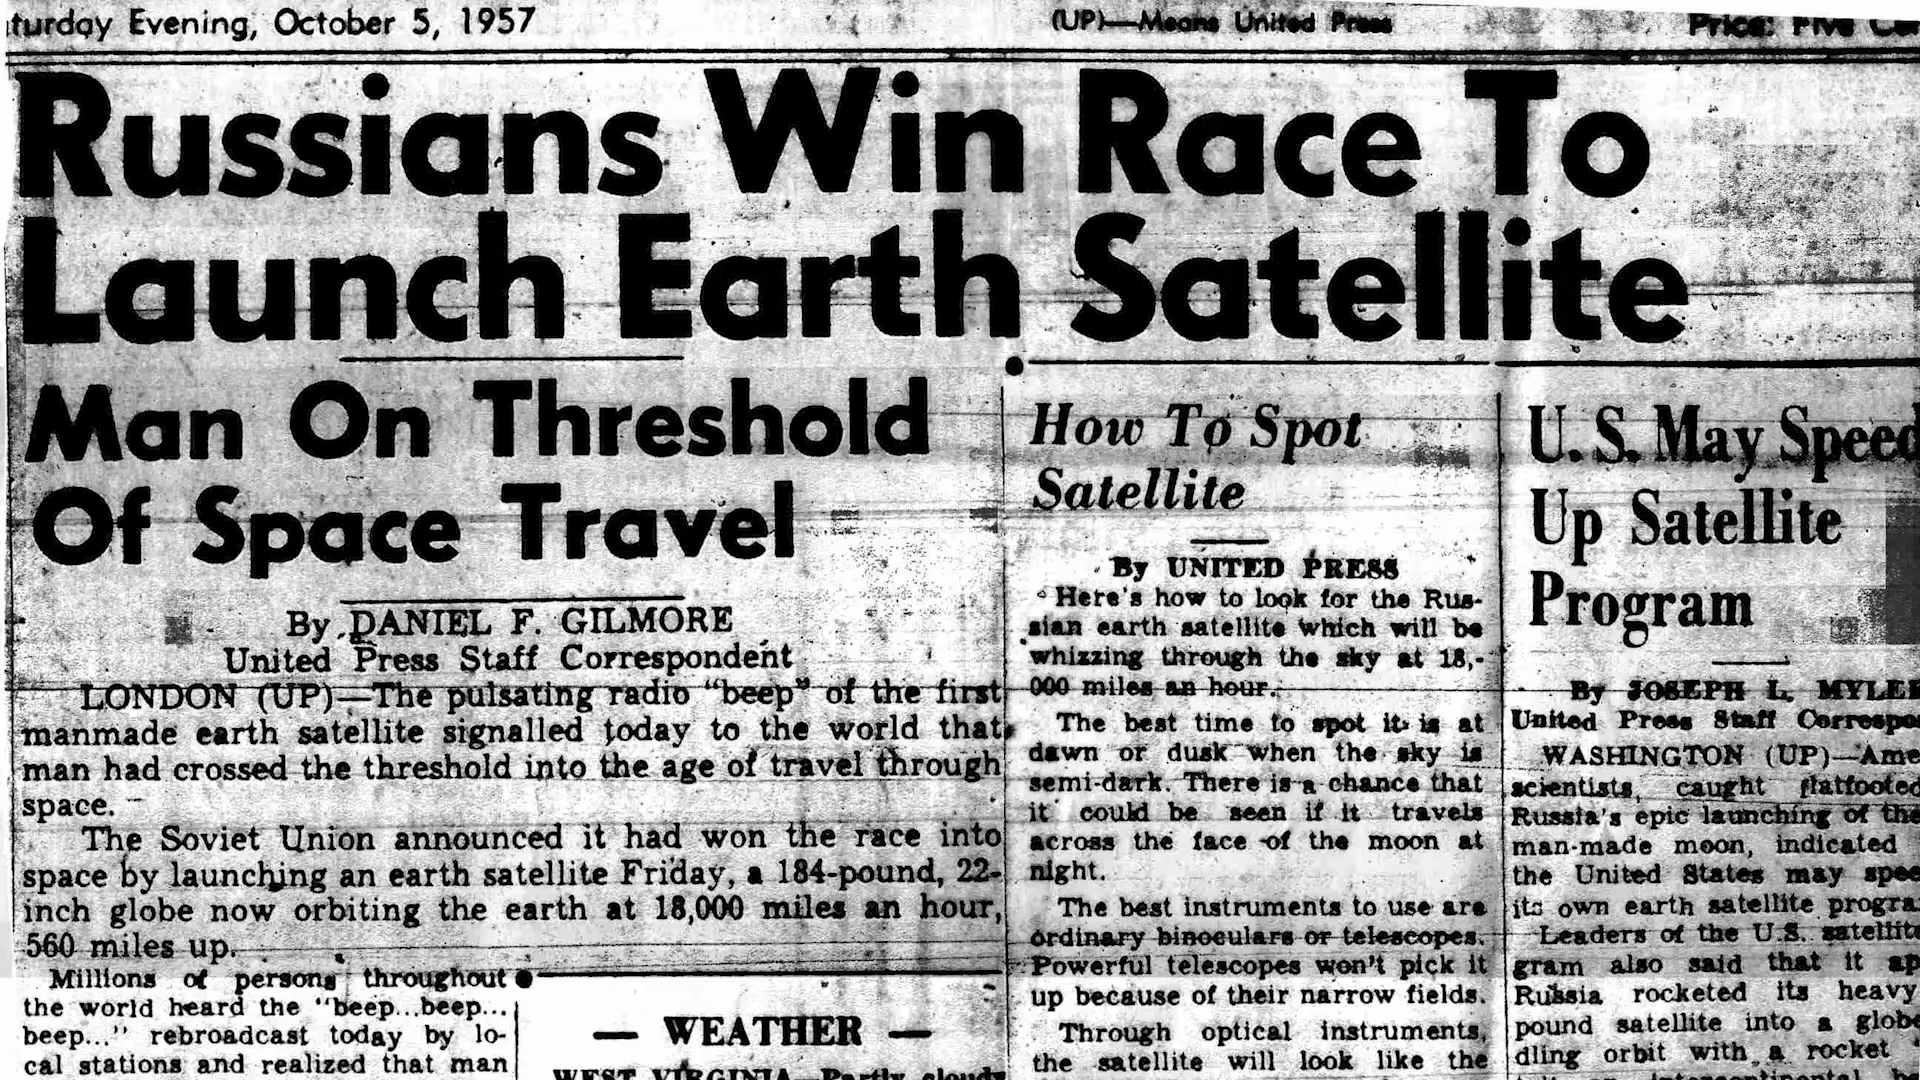 turday Evening, October 5, 1957
(UP)—Means United Press
Price: Five
Russians Win Race To
Launch Earth Satellite
Man On Threshold
Of Space Travel
By DANIEL F. GILMORE
United Press Staff Correspondent
LONDON (UP)—The pulsating radio "beep" of the first
manmade earth satellite signalled today to the world that
man had crossed the threshold into the age of travel through
space.
The Soviet Union announced it had won the race into
space by launching an earth satellite Friday, a 184-pound, 22-
inch globe now orbiting the earth at 18,000 miles an hour,
560 miles up.
Millions of persons throughout
the world heard the "beep...beep...
beep..." rebroadcast today by lo-
cal stations and realized that man
— WEATHER —
WEST VIRGINIA—Partly cloudy
How To Spot
Satellite
By UNITED PRESS
Here's how to look for the Rus-
sian earth satellite which will be
whizzing through the sky at 18,-
000 miles an hour.
The best time to spot it is at
dawn or dusk when the sky is
semi-dark. There is a chance that
it could be seen if it travels
across the face of the moon at
night.
The best instruments to use are
ordinary binoculars or telescopes.
Powerful telescopes won't pick it
up because of their narrow fields.
Through optical instruments,
the satellite will look like the
U. S. May Speed
Up Satellite
Program
By JOSEPH L. MYLE
United Press Staff Correspo
WASHINGTON (UP)—Ame
scientists, caught flatfooted
Russia's epic launching of the
man-made moon, indicated
the United States may spee
its own earth satellite progra
Leaders of the U.S. satellite
gram also said that it ap
Russia rocketed its heavy
pound satellite into a globe
dling orbit with a rocket